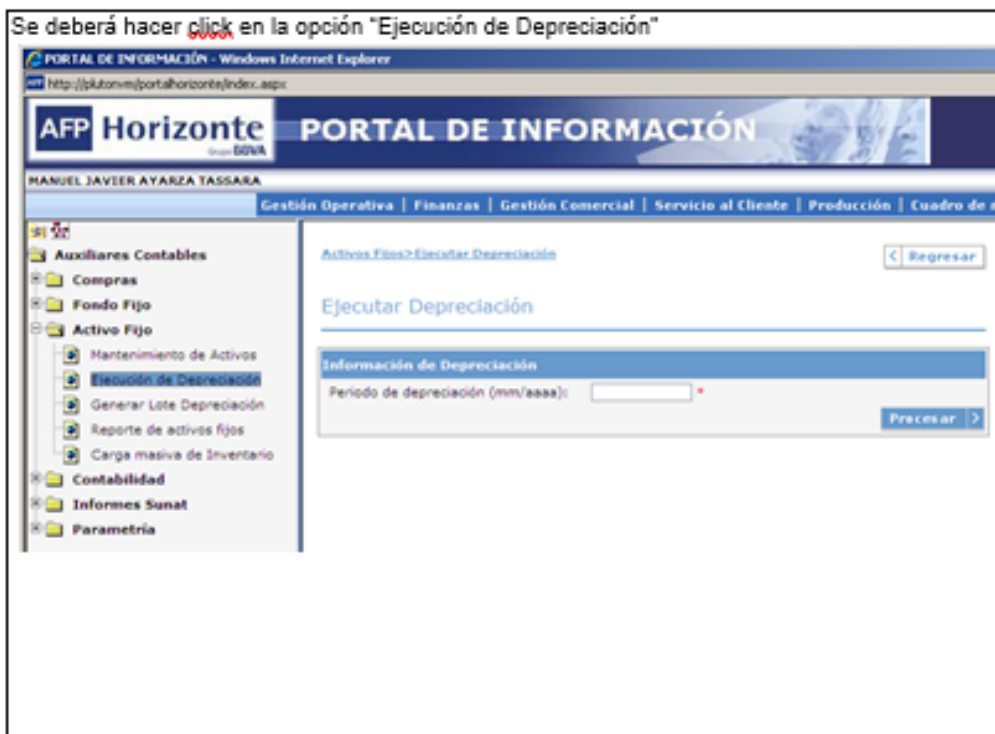 Se deberá hacer click en la opción "Ejecución de Depreciación"
PORTAL DE INFORMACIÓN - Windows Internet Explorer
http://plutonvm/portalhorizonte/index.aspx
AFP Horizonte
Grupo BBVA
PORTAL DE INFORMACIÓN
MANUEL JAVIER AYARZA TASSARA
Gestión Operativa | Finanzas | Gestión Comercial | Servicio al Cliente | Producción | Cuadro de
Auxiliares Contables
Compras
Fondo Fijo
Activo Fijo
Mantenimiento de Activos
Ejecución de Depreciación
Generar Lote Depreciación
Reporte de activos fijos
Carga masiva de Inventario
Contabilidad
Informes Sunat
Parametría
Activos Fijos>Ejecutar Depreciación
< Regresar
Ejecutar Depreciación
Información de Depreciación
Periodo de depreciación (mm/aaaa): *
Procesar >